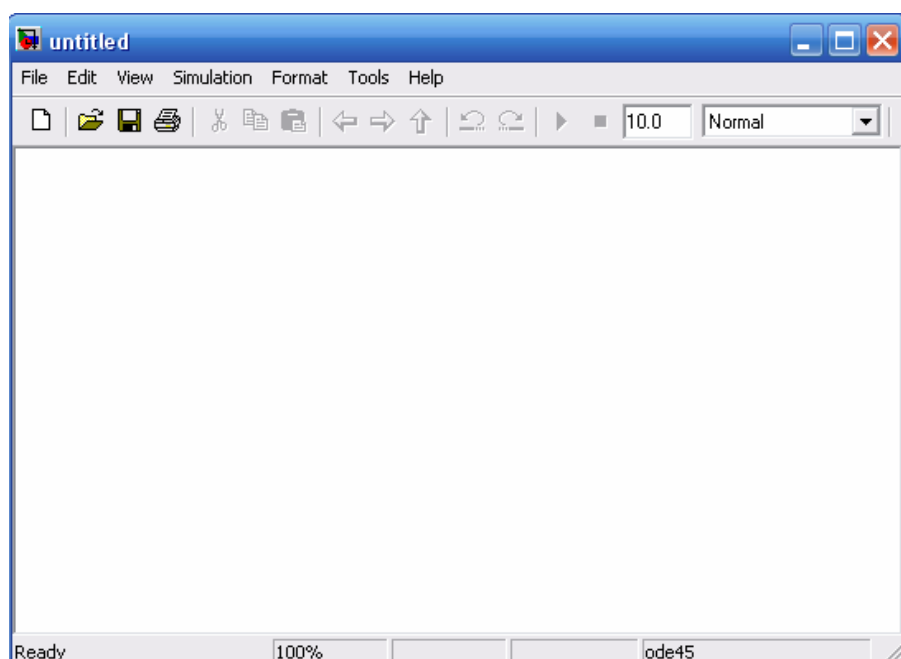 untitled
File Edit View Simulation Format Tools Help
10.0 Normal
Ready 100% ode45